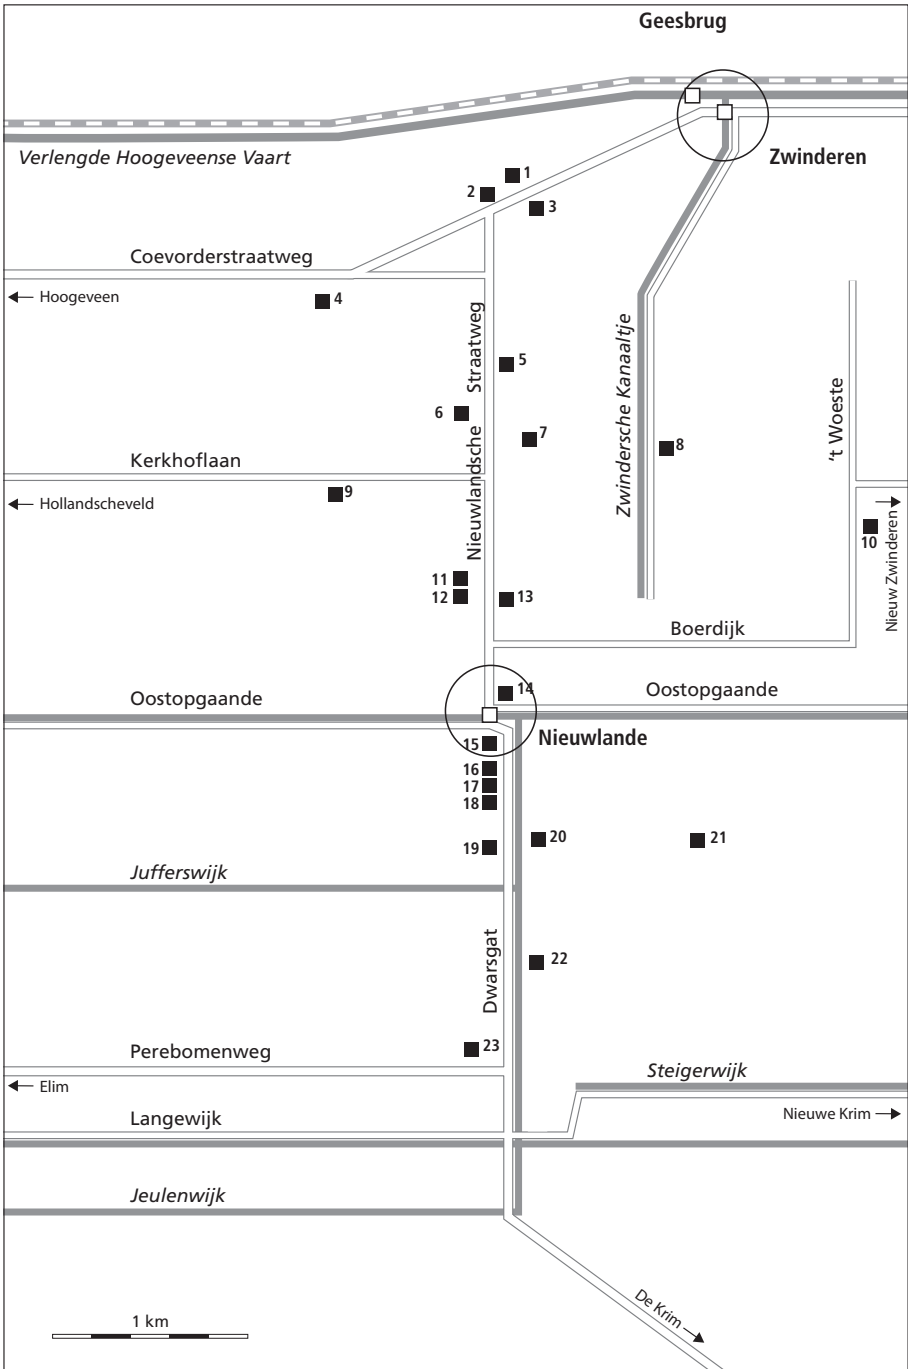 Geesbrug
Verlengde Hoogeveense Vaart
Zwinderen
1
2
3
Coevorderstraatweg
Hoogeveen
4
Nieuwlandsche Straatweg
Zwindersche Kanaaltje
't Woeste
5
6
7
8
Kerkhoflaan
9
Hollandscheveld
10
Nieuw Zwinderen
11
12
13
Boerdijk
14
Oostopgaande
Oostopgaande
Nieuwlande
15
16
17
18
19
20
21
Jufferswijk
Dwarsgat
22
23
Perebomenweg
Elim
Steigerwijk
Nieuwe Krim
Langewijk
Jeulenwijk
De Krim
1 km